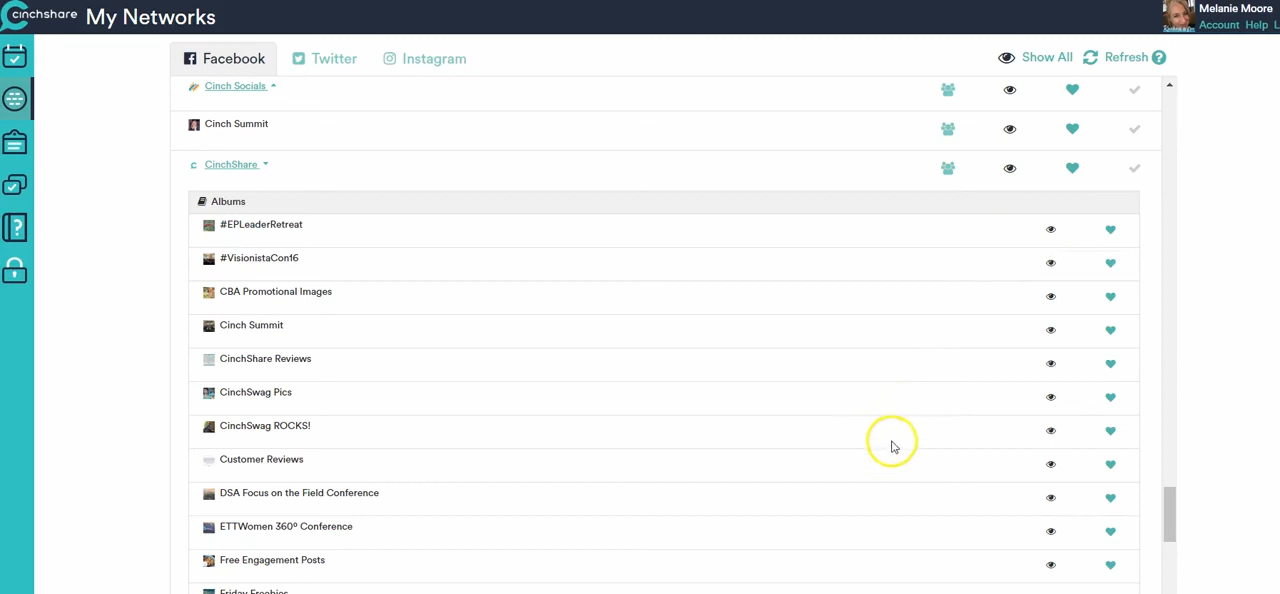 cinchshare My Networks
Melanie Moore
Account Help L
Facebook Twitter Instagram
Show All Refresh ?
Cinch Socials
Cinch Summit
C CinchShare
Albums
#EPLeaderRetreat
#VisionistaCon16
CBA Promotional Images
Cinch Summit
CinchShare Reviews
CinchSwag Pics
CinchSwag ROCKS!
Customer Reviews
DSA Focus on the Field Conference
ETTWomen 360º Conference
Free Engagement Posts
Friday Freebies